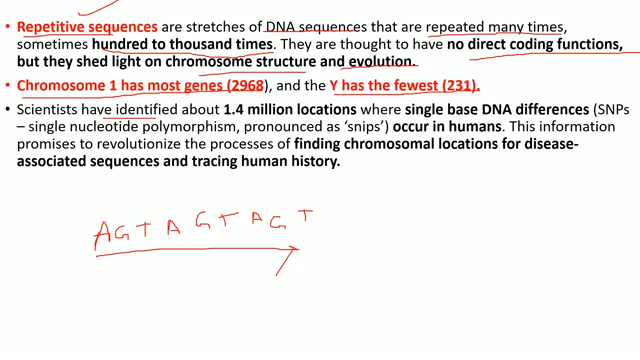 • Repetitive sequences are stretches of DNA sequences that are repeated many times,
sometimes hundred to thousand times. They are thought to have no direct coding functions,
but they shed light on chromosome structure and evolution.
• Chromosome 1 has most genes (2968), and the Y has the fewest (231).
• Scientists have identified about 1.4 million locations where single base DNA differences (SNPs
– single nucleotide polymorphism, pronounced as ‘snips’) occur in humans. This information
promises to revolutionize the processes of finding chromosomal locations for disease-
associated sequences and tracing human history.
AGT A G T A G T